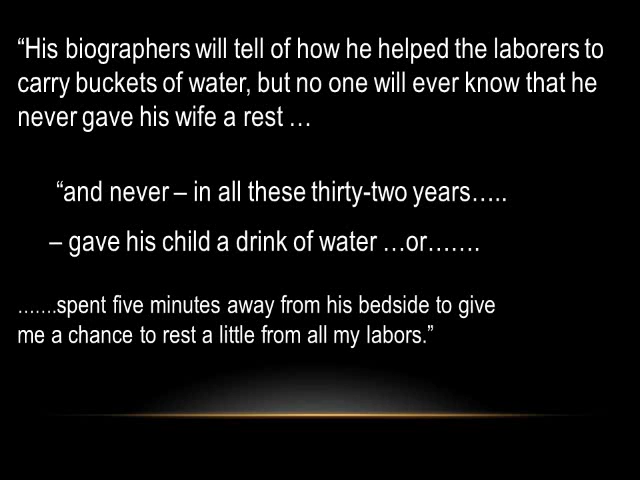 “His biographers will tell of how he helped the laborers to
carry buckets of water, but no one will ever know that he
never gave his wife a rest …
“and never – in all these thirty-two years…..
– gave his child a drink of water …or…….
…….spent five minutes away from his bedside to give
me a chance to rest a little from all my labors.”